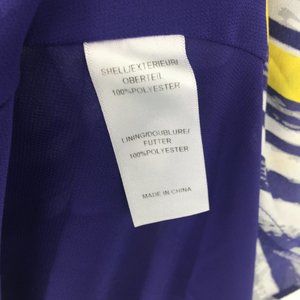 SHELL/EXTERIEUR/
OBERTEIL
100%POLYESTER
LINING/DOUBLURE/
FUTTER
100%POLYESTER
MADE IN CHINA